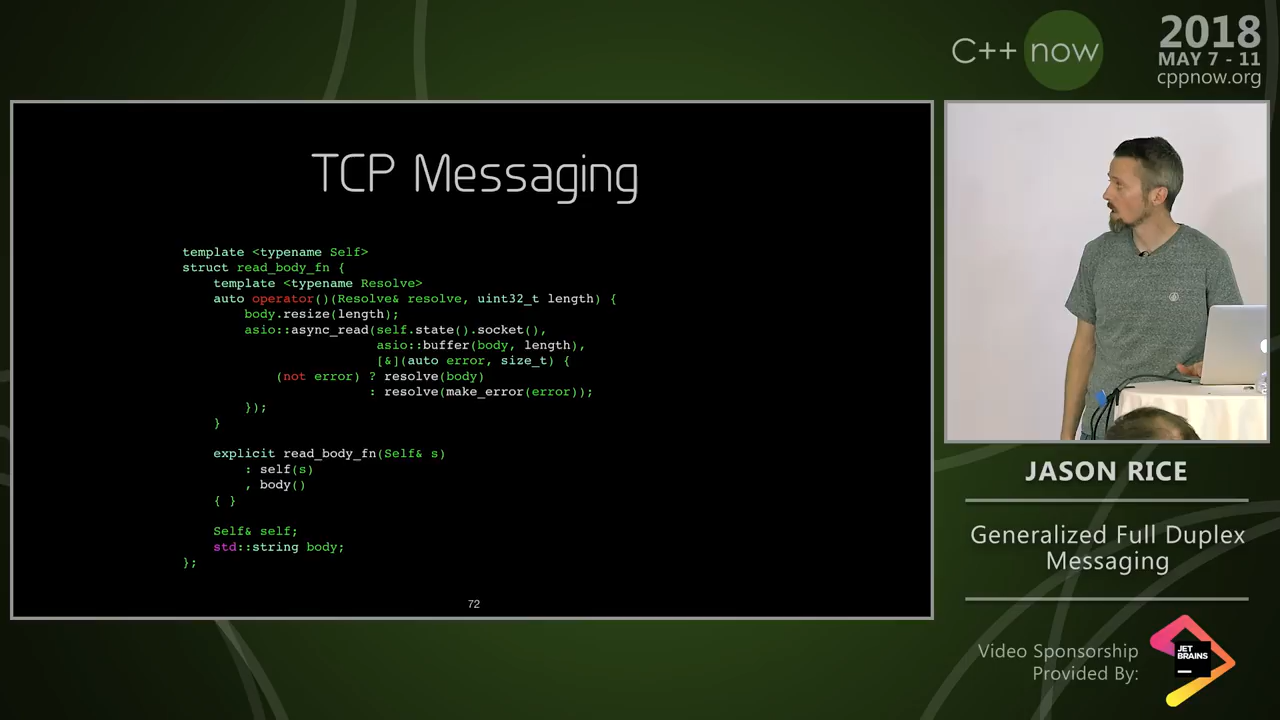 C++ now
2018
MAY 7 - 11
cppnow.org
TCP Messaging
template <typename Self>
struct read_body_fn {
template <typename Resolve>
auto operator()(Resolve& resolve, uint32_t length) {
body.resize(length);
asio::async_read(self.state().socket(),
asio::buffer(body, length),
[&](auto error, size_t) {
(not error) ? resolve(body)
: resolve(make_error(error));
});
}
explicit read_body_fn(Self& s)
: self(s)
, body()
{ }
Self& self;
std::string body;
};
72
JASON RICE
Generalized Full Duplex
Messaging
Video Sponsorship
Provided By:
JET
BRAINS